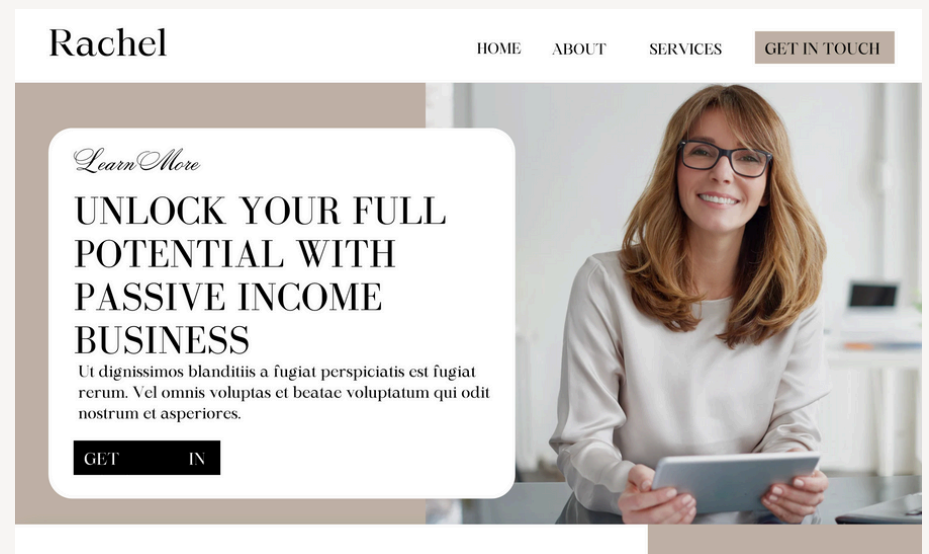 Rachel
HOME ABOUT SERVICES GET IN TOUCH
Learn More
UNLOCK YOUR FULL
POTENTIAL WITH
PASSIVE INCOME
BUSINESS
Ut dignissimos blanditiis a fugiat perspiciatis est fugiat
rerum. Vel omnis voluptas et beatae voluptatum qui odit
nostrum et asperiores.
GET IN